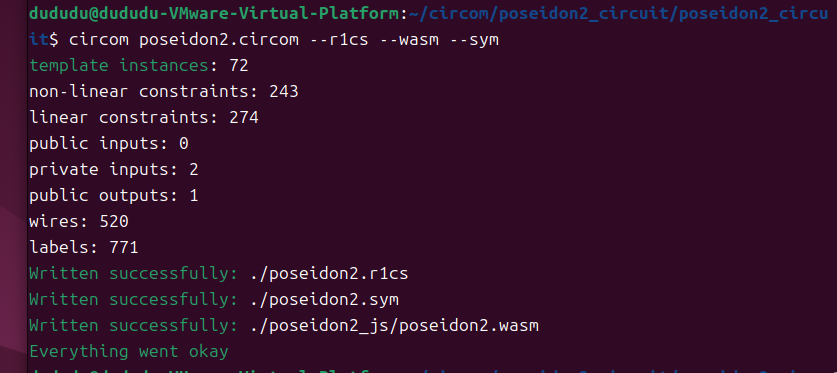 dududu@dududu-VMware-Virtual-Platform:~/circom/poseidon2_circuit/poseidon2_circu
it$ circom poseidon2.circom --r1cs --wasm --sym
template instances: 72
non-linear constraints: 243
linear constraints: 274
public inputs: 0
private inputs: 2
public outputs: 1
wires: 520
labels: 771
Written successfully: ./poseidon2.r1cs
Written successfully: ./poseidon2.sym
Written successfully: ./poseidon2_js/poseidon2.wasm
Everything went okay